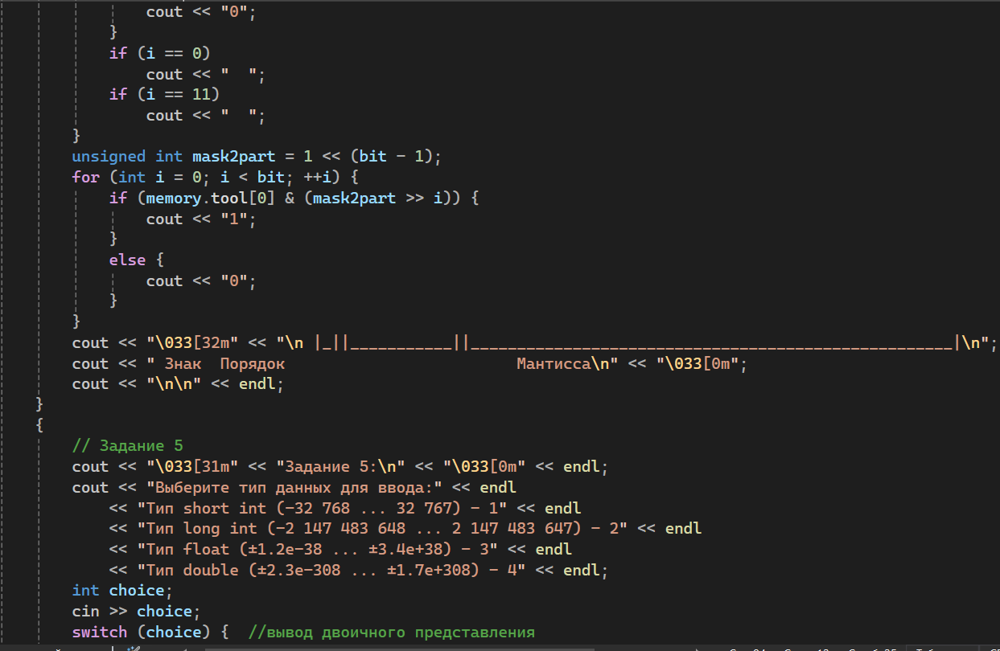 cout << "0";
}
if (i == 0)
cout << "  ";
if (i == 11)
cout << "  ";
}
unsigned int mask2part = 1 << (bit - 1);
for (int i = 0; i < bit; ++i) {
if (memory.tool[0] & (mask2part >> i)) {
cout << "1";
}
else {
cout << "0";
}
}
cout << "\033[32m" << "\n |_||___________||____________________________________________________|\n";
cout << " Знак  Порядок                         Мантисса\n" << "\033[0m";
cout << "\n\n" << endl;
}
{
// Задание 5
cout << "\033[31m" << "Задание 5:\n" << "\033[0m" << endl;
cout << "Выберите тип данных для ввода:" << endl
<< "Тип short int (-32 768 ... 32 767) - 1" << endl
<< "Тип long int (-2 147 483 648 ... 2 147 483 647) - 2" << endl
<< "Тип float (±1.2e-38 ... ±3.4e+38) - 3" << endl
<< "Тип double (±2.3e-308 ... ±1.7e+308) - 4" << endl;
int choice;
cin >> choice;
switch (choice) {  //вывод двоичного представления